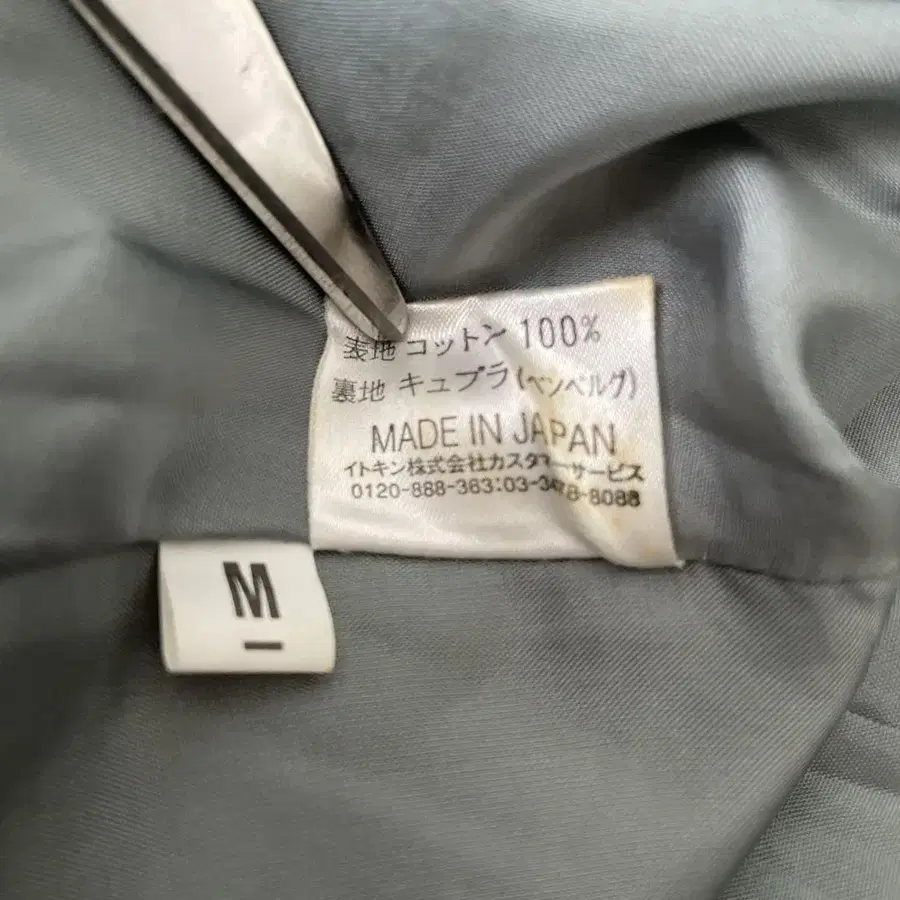 表地 コットン 100%
裏地 キュプラ(ベンベルグ)
MADE IN JAPAN
イトキン株式会社カスタマーサービス
0120-888-363:03-3478-8088
M